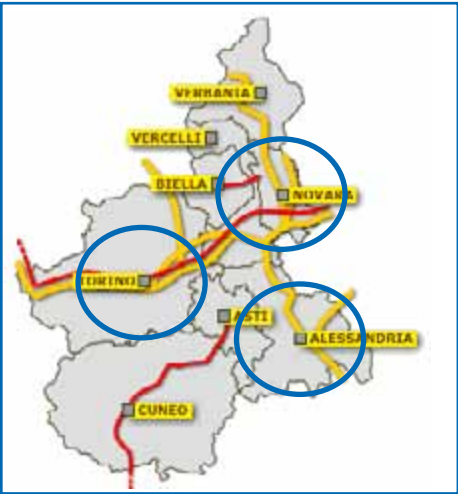 VERBANIA
VERCELLI
BIELLA
NOVARA
TORINO
ASTI
ALESSANDRIA
CUNEO